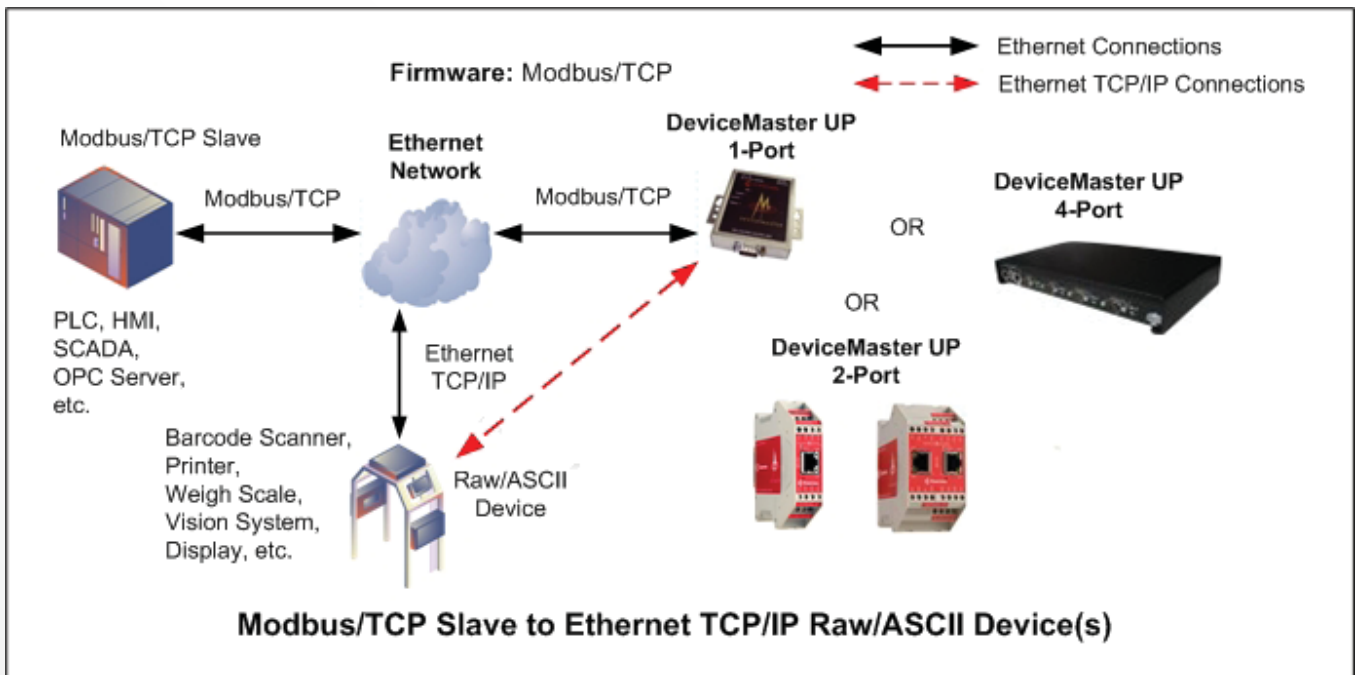 Ethernet Connections
Firmware: Modbus/TCP
Ethernet TCP/IP Connections
DeviceMaster UP
1-Port
Modbus/TCP Slave
Ethernet
Network
DeviceMaster UP
4-Port
Modbus/TCP
Modbus/TCP
OR
OR
PLC, HMI,
SCADA,
OPC Server,
etc.
Ethernet
TCP/IP
DeviceMaster UP
2-Port
Barcode Scanner,
Printer,
Weigh Scale,
Vision System,
Display, etc.
Raw/ASCII
Device
Modbus/TCP Slave to Ethernet TCP/IP Raw/ASCII Device(s)